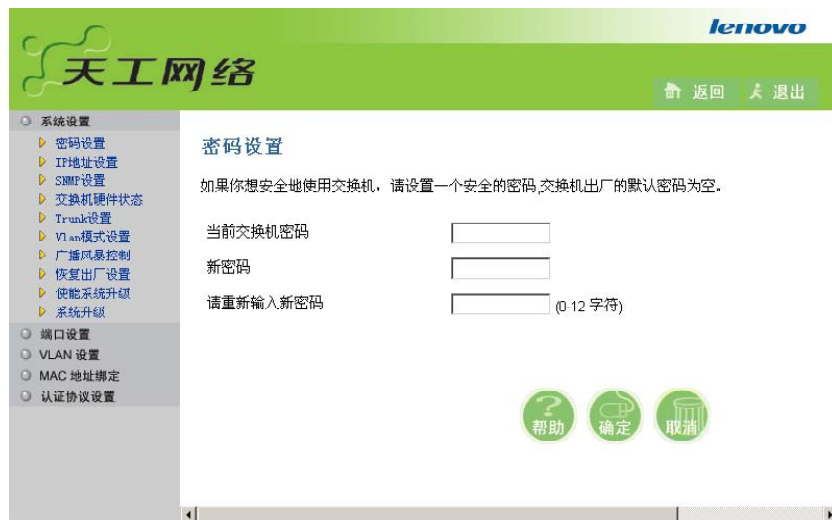 lenovo
天工网络
返回 退出
系统设置
密码设置
IP地址设置
SNMP设置
交换机硬件状态
Trunk设置
Vlan模式设置
广播风暴控制
恢复出厂设置
使能系统升级
系统升级
端口设置
VLAN 设置
MAC 地址绑定
认证协议设置
密码设置
如果你想安全地使用交换机，请设置一个安全的密码,交换机出厂的默认密码为空。
当前交换机密码
新密码
请重新输入新密码 (0-12 字符)
帮助 确定 取消